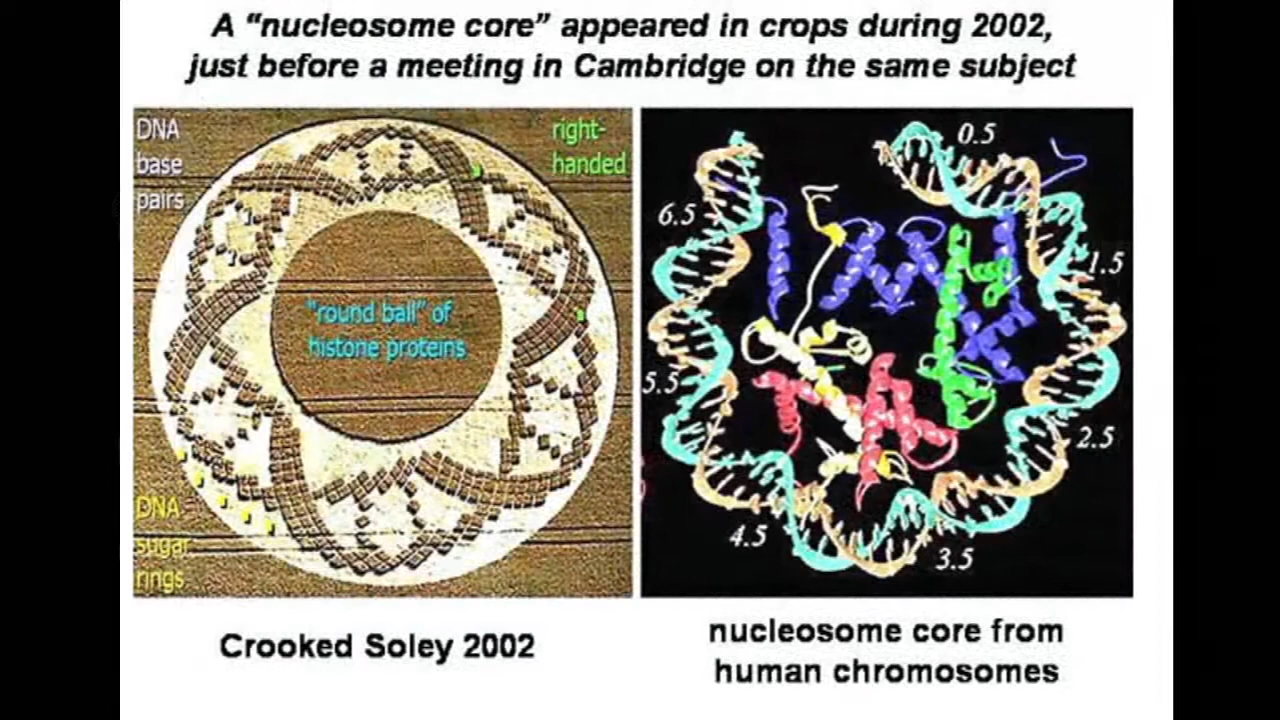 A “nucleosome core” appeared in crops during 2002,
just before a meeting in Cambridge on the same subject
DNA
base
pairs
right-
handed
"round ball" of
histone proteins
DNA
sugar
rings
0.5
6.5
1.5
5.5
2.5
4.5
3.5
Crooked Soley 2002
nucleosome core from
human chromosomes